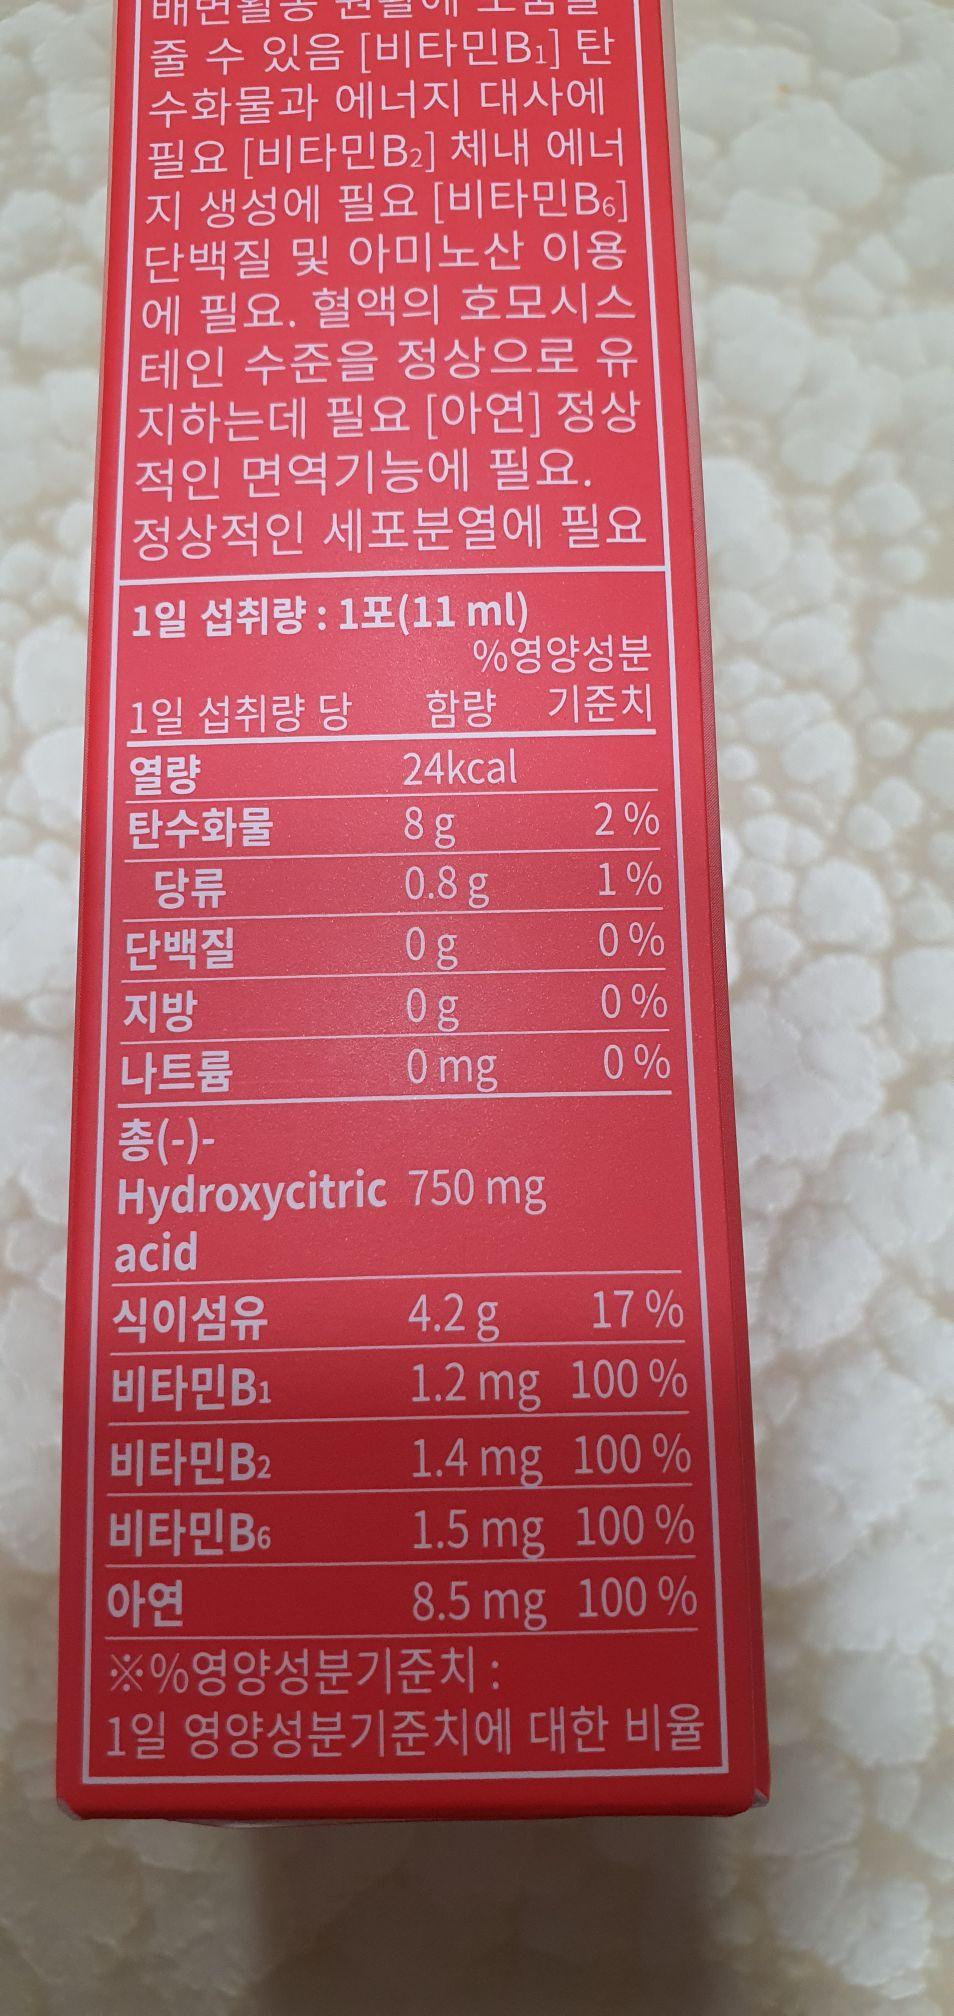 배변활동 원활에 도움을
줄 수 있음 [비타민B₁] 탄
수화물과 에너지 대사에
필요 [비타민B₂] 체내 에너
지 생성에 필요 [비타민B₆]
단백질 및 아미노산 이용
에 필요. 혈액의 호모시스
테인 수준을 정상으로 유
지하는데 필요 [아연] 정상
적인 면역기능에 필요.
정상적인 세포분열에 필요
1일 섭취량 : 1포(11 ml)
%영양성분
1일 섭취량 당 함량 기준치
열량 24kcal
탄수화물 8 g 2 %
당류 0.8 g 1 %
단백질 0 g 0 %
지방 0 g 0 %
나트륨 0 mg 0 %
총(-)-
Hydroxycitric 750 mg
acid
식이섬유 4.2 g 17 %
비타민B₁ 1.2 mg 100 %
비타민B₂ 1.4 mg 100 %
비타민B₆ 1.5 mg 100 %
아연 8.5 mg 100 %
※%영양성분기준치 :
1일 영양성분기준치에 대한 비율